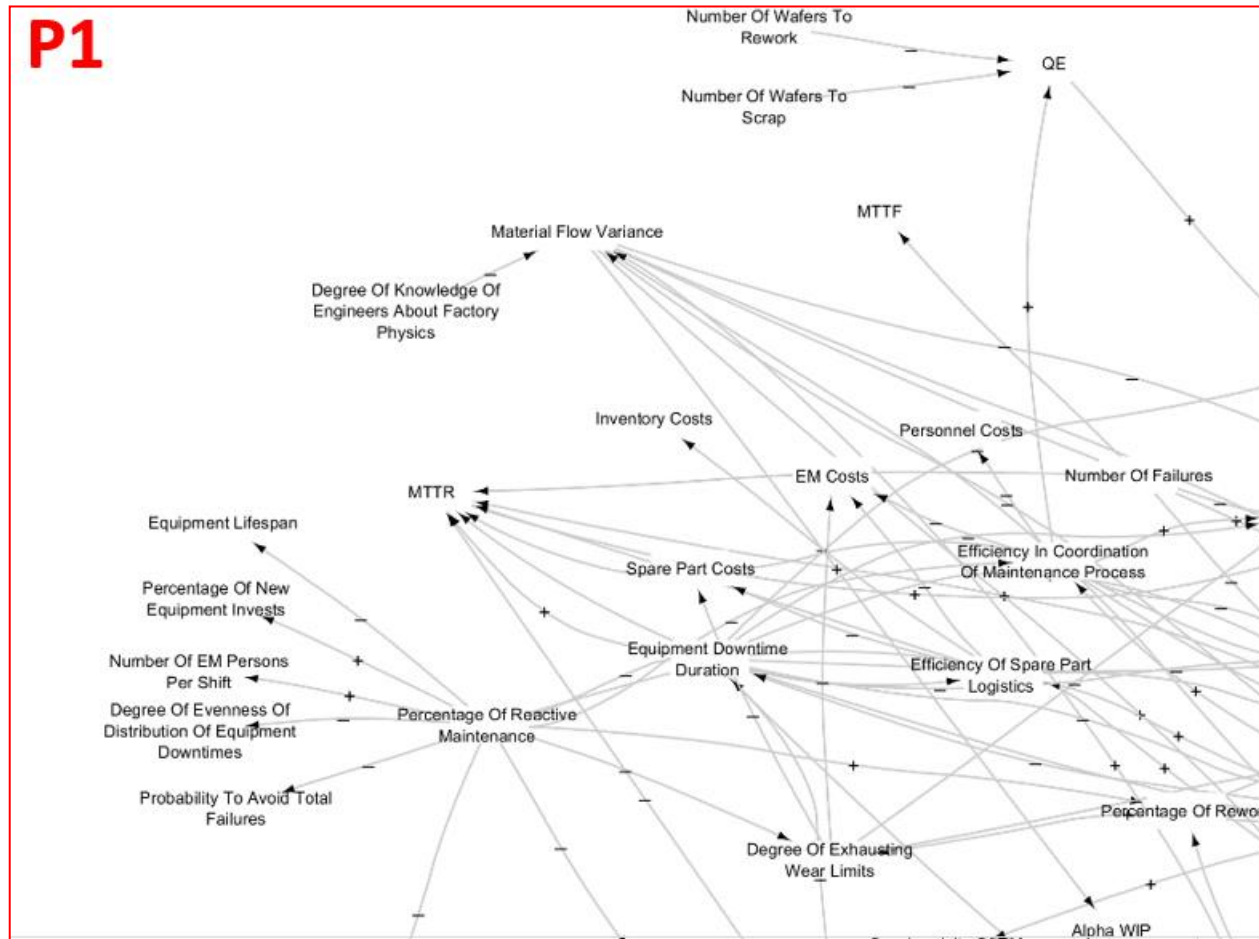 P1
Number Of Wafers To
Rework
QE
Number Of Wafers To
Scrap
MTTF
Material Flow Variance
Degree Of Knowledge Of
Engineers About Factory
Physics
Inventory Costs
Personnel Costs
EM Costs
Number Of Failures
MTTR
Equipment Lifespan
Efficiency In Coordination
Of Maintenance Process
Spare Part Costs
Percentage Of New
Equipment Invests
Equipment Downtime
Duration
Efficiency Of Spare Part
Logistics
Number Of EM Persons
Per Shift
Degree Of Evenness Of
Distribution Of Equipment
Downtimes
Percentage Of Reactive
Maintenance
Probability To Avoid Total
Failures
Percentage Of Rewo
Degree Of Exhausting
Wear Limits
Alpha WIP